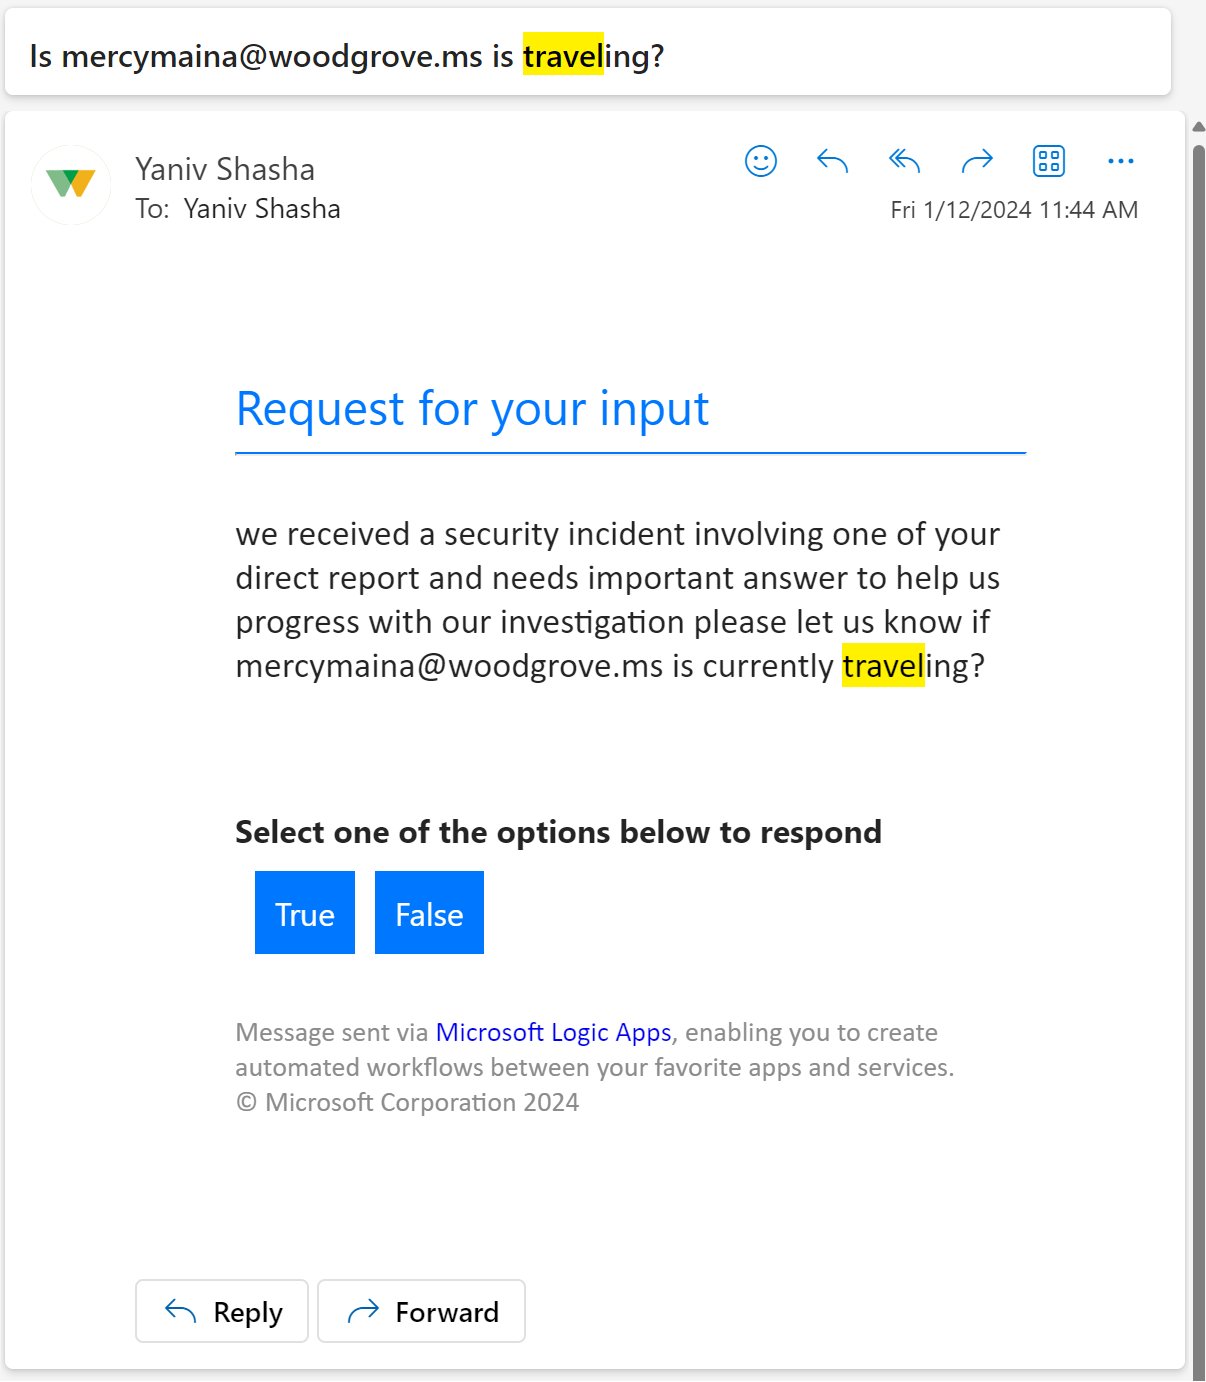 Is mercymaina@woodgrove.ms is traveling?
Yaniv Shasha
To: Yaniv Shasha
Fri 1/12/2024 11:44 AM
Request for your input
we received a security incident involving one of your
direct report and needs important answer to help us
progress with our investigation please let us know if
mercymaina@woodgrove.ms is currently traveling?
Select one of the options below to respond
True False
Message sent via Microsoft Logic Apps, enabling you to create
automated workflows between your favorite apps and services.
© Microsoft Corporation 2024
Reply Forward